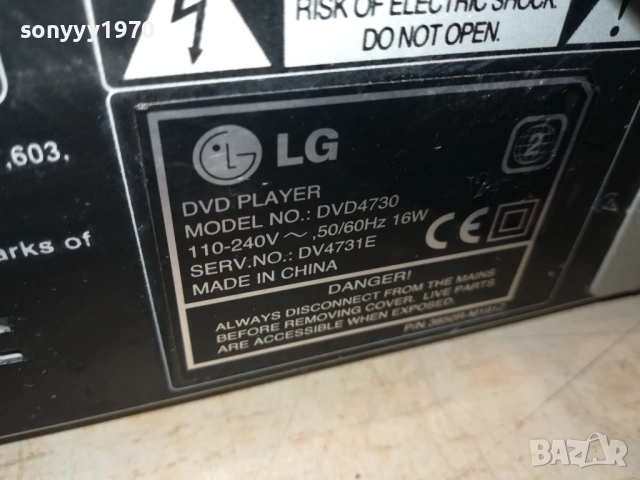 sonyyy1970
RISK OF ELECTRIC SHOCK
DO NOT OPEN.
,603,
arks of
LG
2
DVD PLAYER
MODEL NO.: DVD4730
110-240V ~ ,50/60Hz 16W
SERV.NO.: DV4731E
MADE IN CHINA
CE
DANGER!
ALWAYS DISCONNECT FROM THE MAINS
BEFORE REMOVING COVER. LIVE PARTS
ARE ACCESSIBLE WHEN EXPOSED.
BAZAR